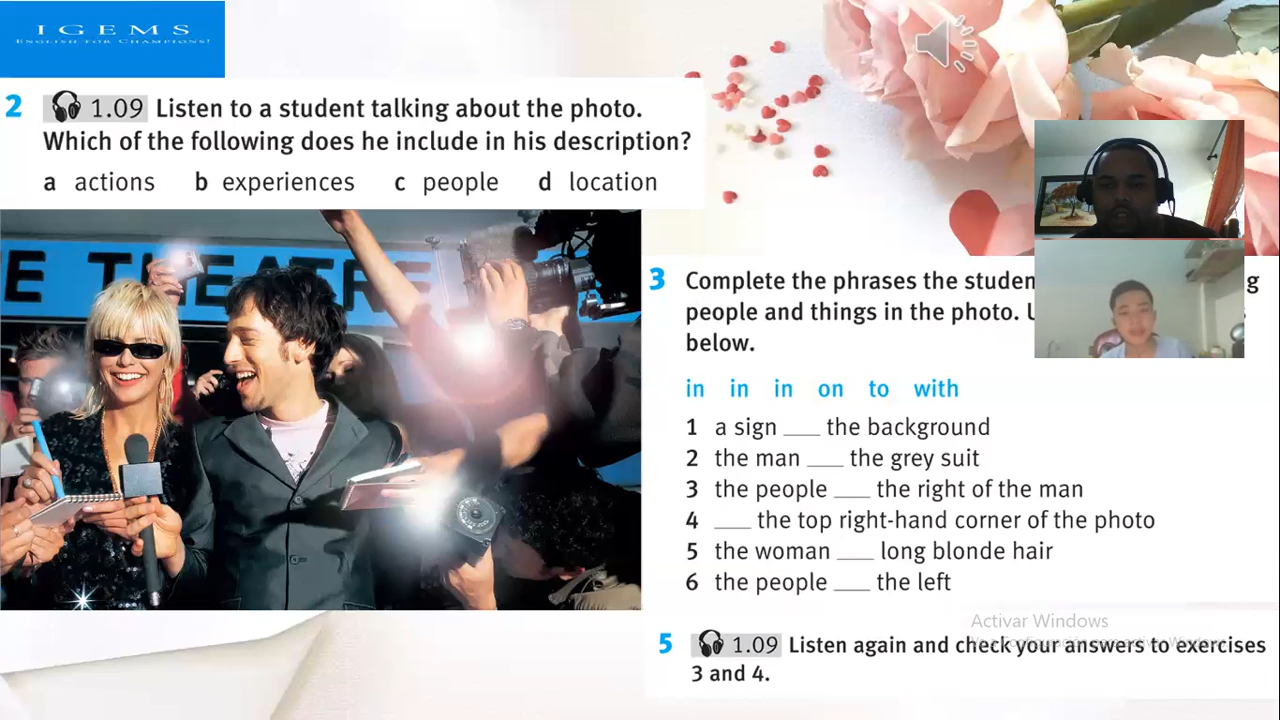 IGEMS
ENGLISH FOR CHAMPIONS!
2 1.09 Listen to a student talking about the photo.
Which of the following does he include in his description?
a actions b experiences c people d location
E THEATRE
3 Complete the phrases the studen g
people and things in the photo. U
below.
in in in on to with
1 a sign ___ the background
2 the man ___ the grey suit
3 the people ___ the right of the man
4 ___ the top right-hand corner of the photo
5 the woman ___ long blonde hair
6 the people ___ the left
Activar Windows
5 1.09 Listen again and check your answers to exercises
3 and 4.